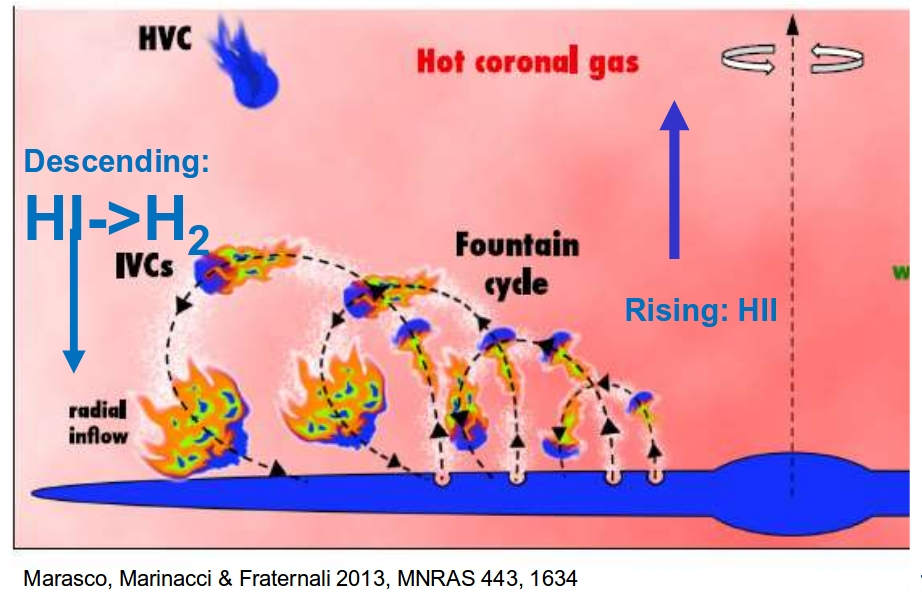 HVC
Hot coronal gas
Descending:
HI->H₂
IVCs
Fountain
cycle
Rising: HII
w
radial
inflow
Marasco, Marinacci & Fraternali 2013, MNRAS 443, 1634